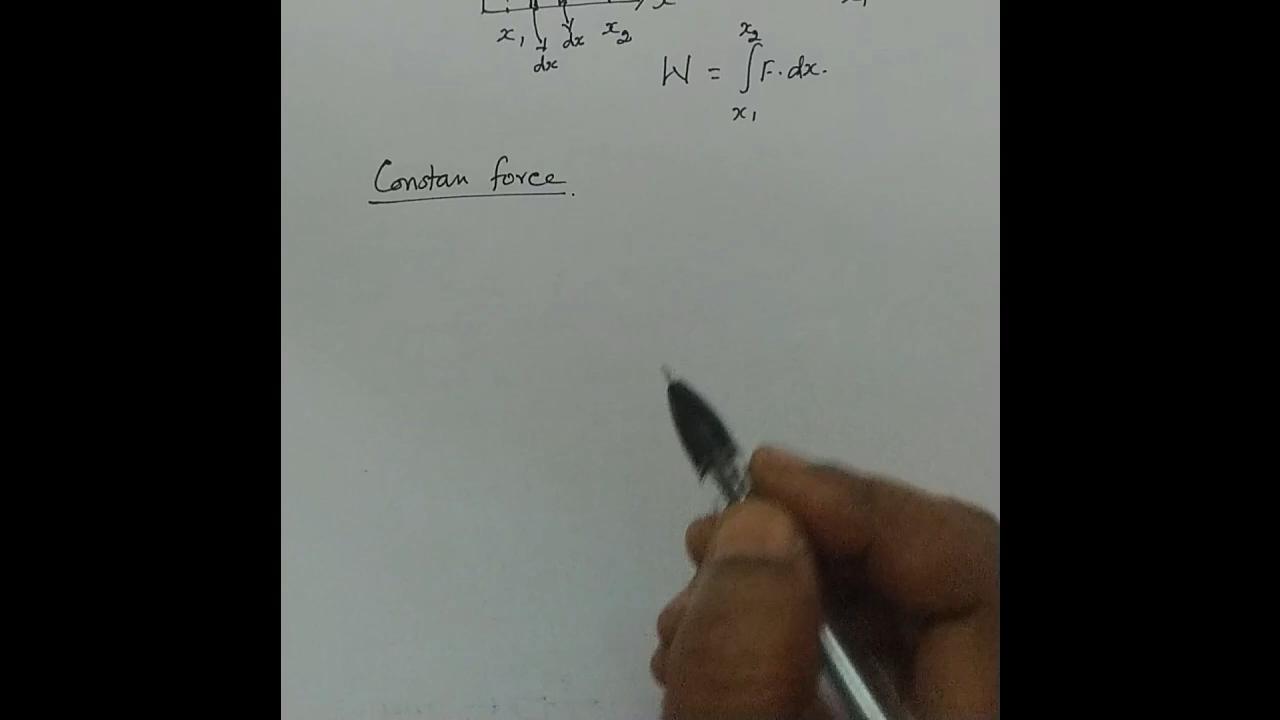 x
x₁ dx x₂
dx
x₂
W = ∫ F. dx.
x₁
Constan force.